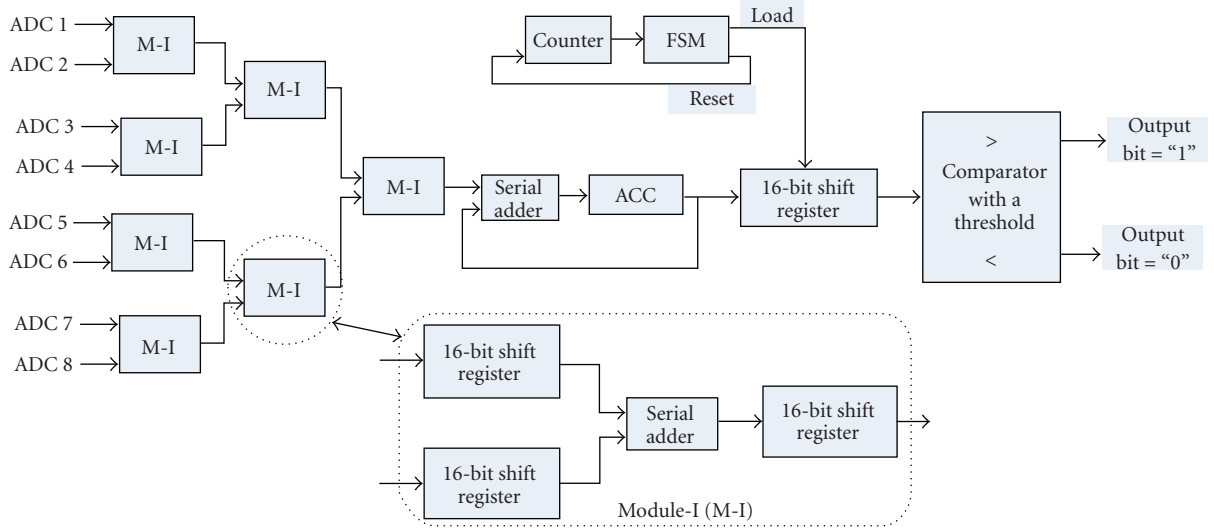 ADC 1
ADC 2
M-I
M-I
ADC 3
ADC 4
M-I
M-I
ADC 5
ADC 6
M-I
M-I
ADC 7
ADC 8
M-I
Counter
FSM
Load
Reset
Serial
adder
ACC
16-bit shift
register
>
Comparator
with a
threshold
<
Output
bit = “1”
Output
bit = “0”
16-bit shift
register
16-bit shift
register
Serial
adder
16-bit shift
register
Module-I (M-I)